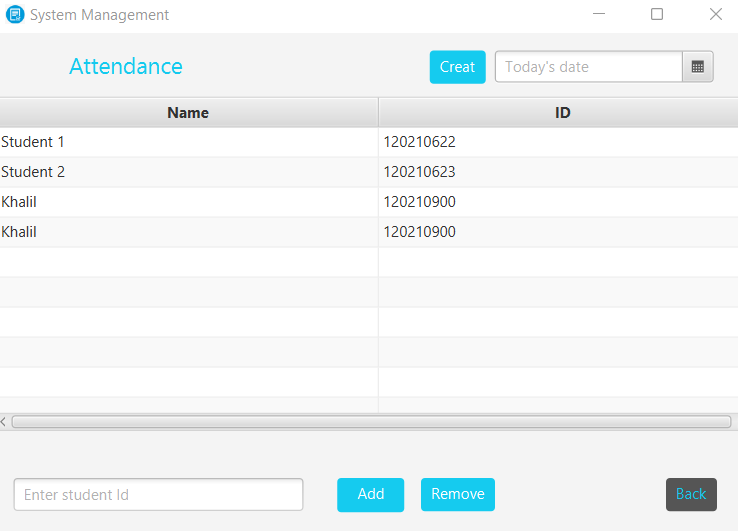 System Management
Attendance Creat Today's date
Name ID
Student 1 120210622
Student 2 120210623
Khalil 120210900
Khalil 120210900
Enter student Id Add Remove Back